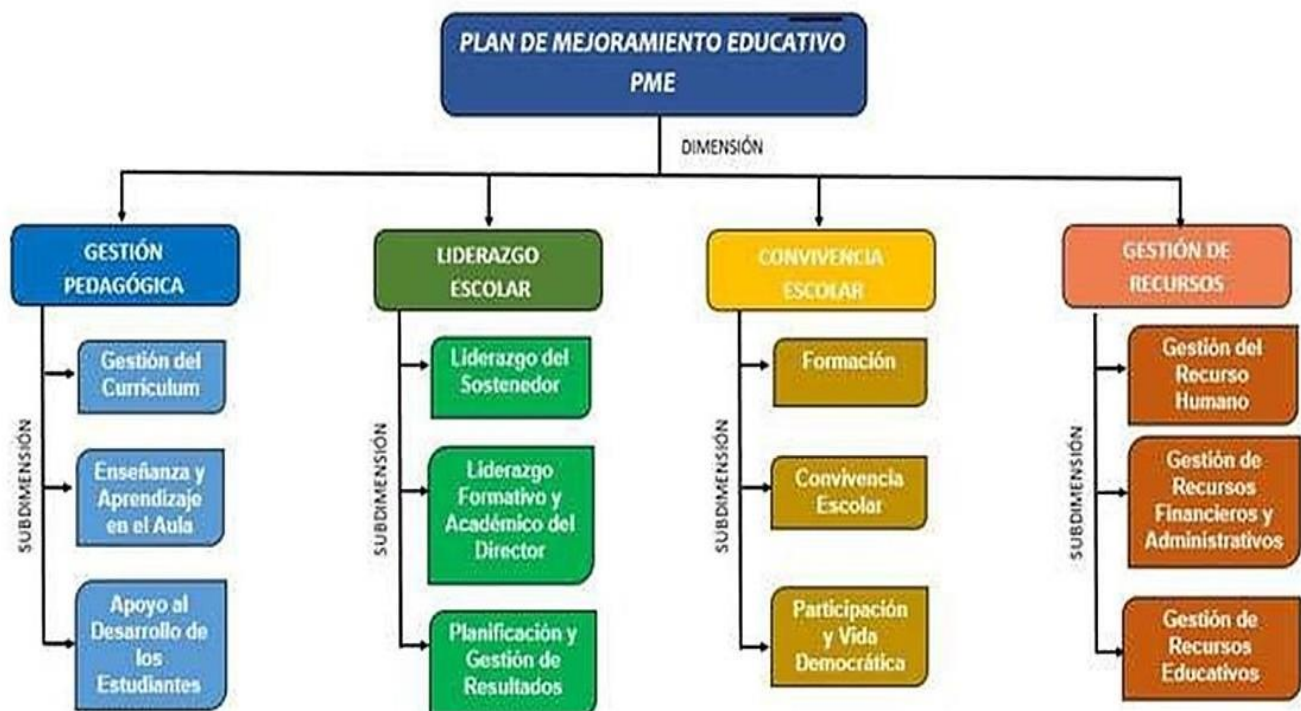 PLAN DE MEJORAMIENTO EDUCATIVO
PME
DIMENSIÓN
GESTIÓN
PEDAGÓGICA
SUBDIMENSIÓN
Gestión del
Currículum
Enseñanza y
Aprendizaje
en el Aula
Apoyo al
Desarrollo de
los
Estudiantes
LIDERAZGO
ESCOLAR
SUBDIMENSIÓN
Liderazgo del
Sostenedor
Liderazgo
Formativo y
Académico del
Director
Planificación y
Gestión de
Resultados
CONVIVENCIA
ESCOLAR
SUBDIMENSIÓN
Formación
Convivencia
Escolar
Participación
y Vida
Democrática
GESTIÓN DE
RECURSOS
SUBDIMENSIÓN
Gestión del
Recurso
Humano
Gestión de
Recursos
Financieros y
Administrativos
Gestión de
Recursos
Educativos